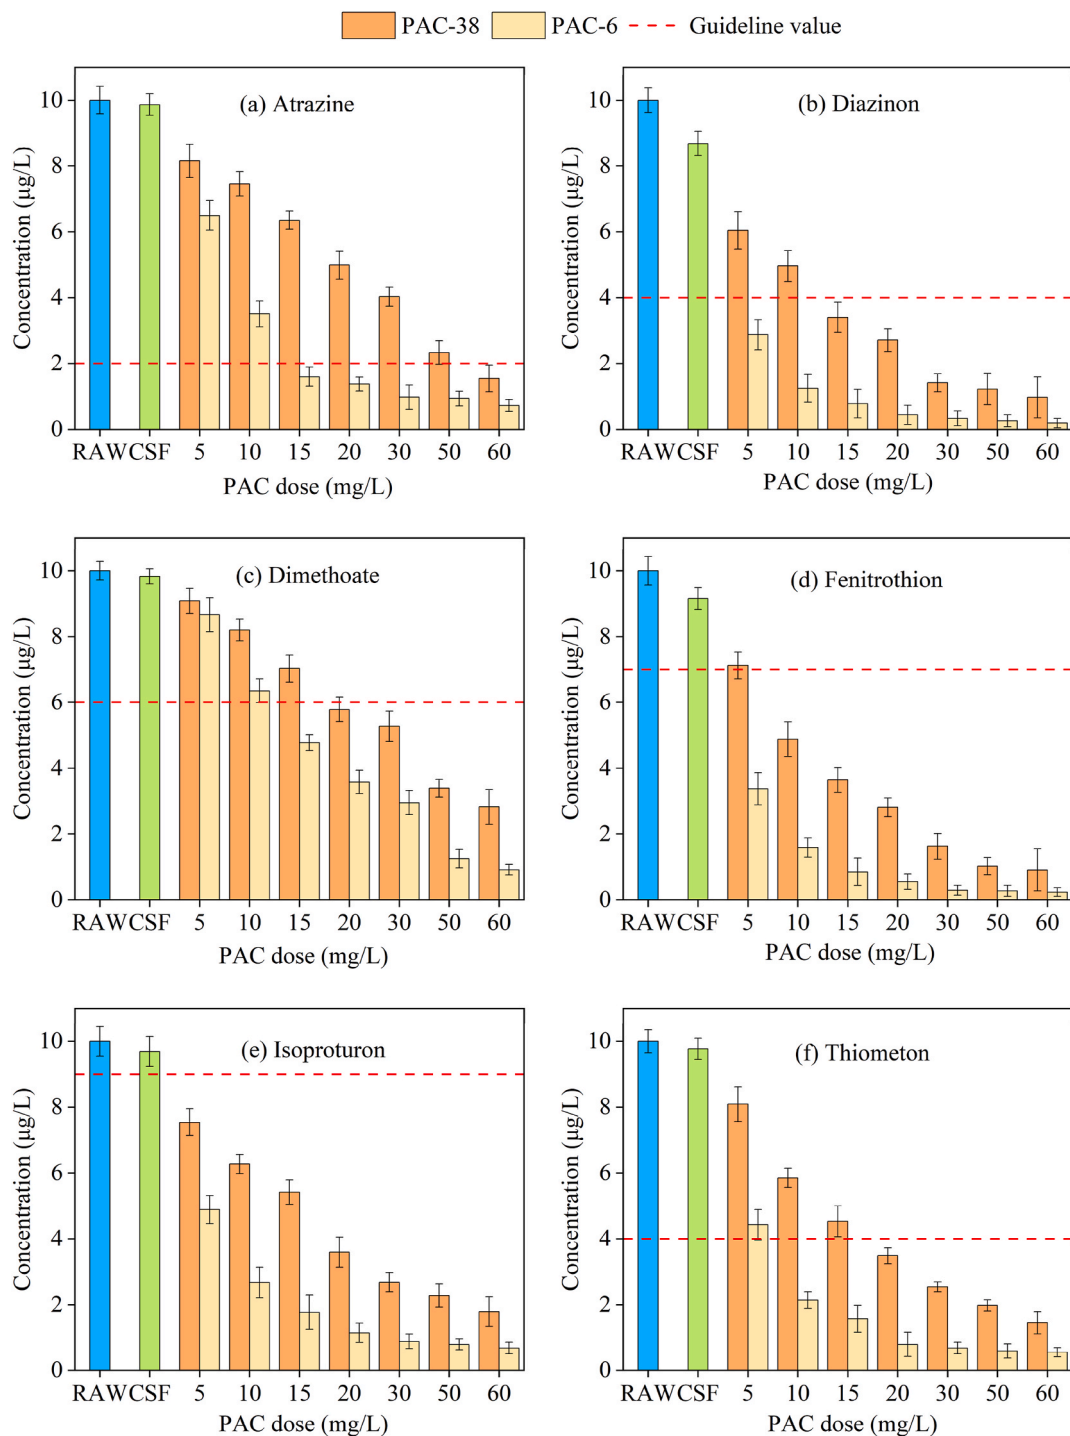 PAC-38 PAC-6 Guideline value
(a) Atrazine
Concentration (μg/L)
10
8
6
4
2
0
RAW CSF 5 10 15 20 30 50 60
PAC dose (mg/L)
(b) Diazinon
Concentration (μg/L)
10
8
6
4
2
0
RAW CSF 5 10 15 20 30 50 60
PAC dose (mg/L)
(c) Dimethoate
Concentration (μg/L)
10
8
6
4
2
0
RAW CSF 5 10 15 20 30 50 60
PAC dose (mg/L)
(d) Fenitrothion
Concentration (μg/L)
10
8
6
4
2
0
RAW CSF 5 10 15 20 30 50 60
PAC dose (mg/L)
(e) Isoproturon
Concentration (μg/L)
10
8
6
4
2
0
RAW CSF 5 10 15 20 30 50 60
PAC dose (mg/L)
(f) Thiometon
Concentration (μg/L)
10
8
6
4
2
0
RAW CSF 5 10 15 20 30 50 60
PAC dose (mg/L)